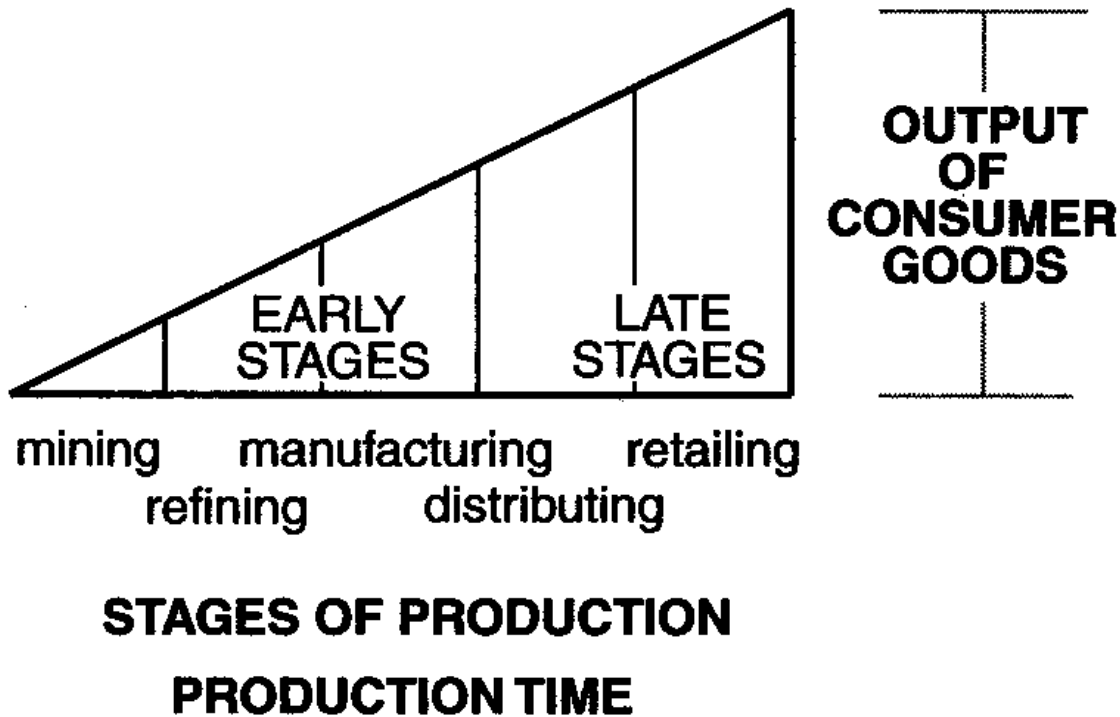 OUTPUT
OF
CONSUMER
GOODS
EARLY
STAGES
LATE
STAGES
mining manufacturing retailing
refining distributing
STAGES OF PRODUCTION
PRODUCTION TIME